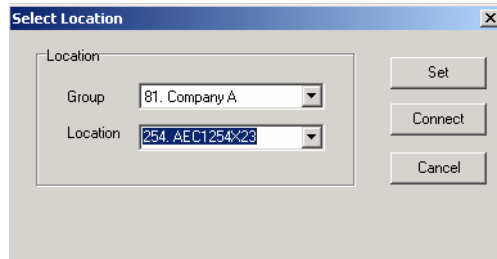 Select Location
Location
Set
Group 81. Company A
Connect
Location 254. AEC1254X23
Cancel